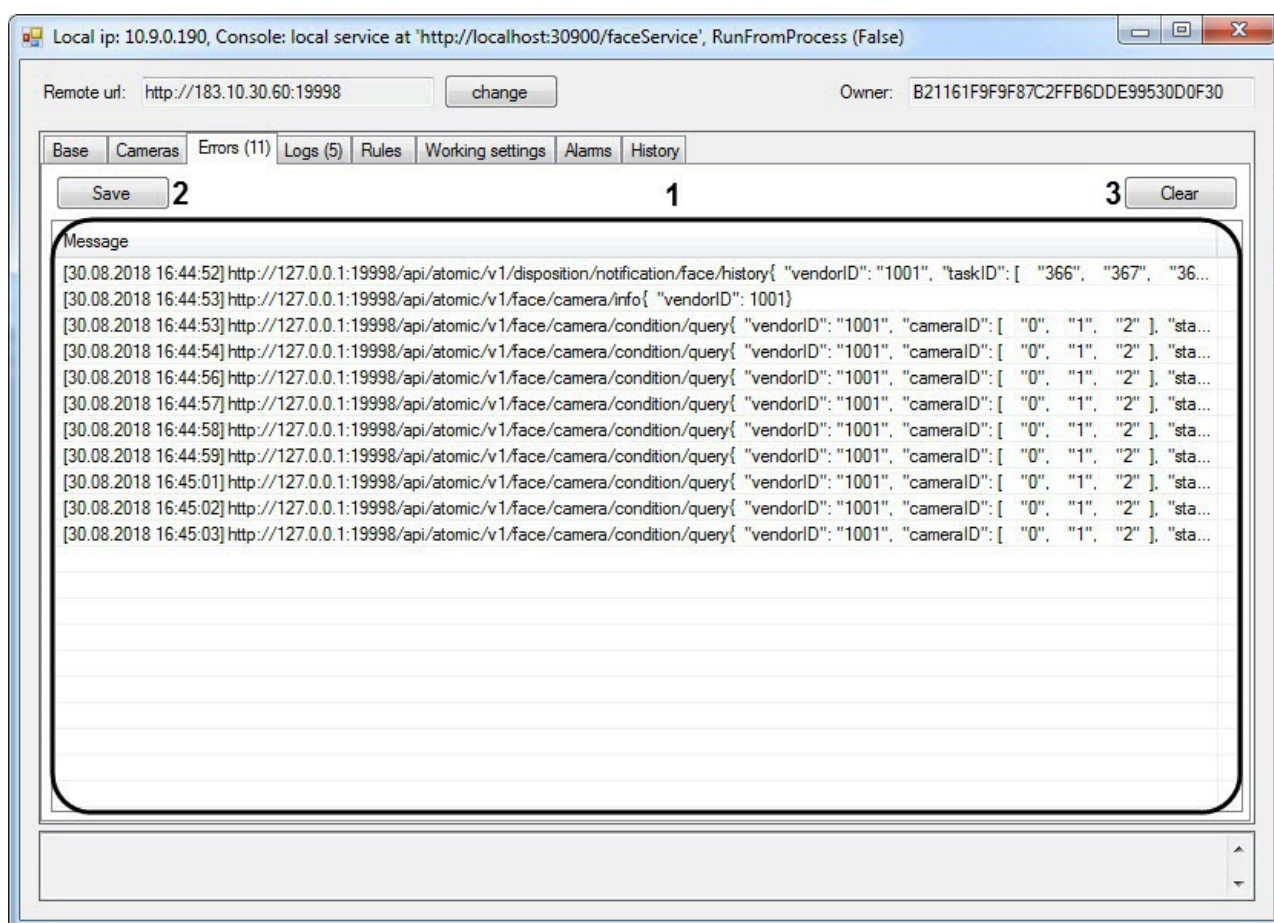 Local ip: 10.9.0.190, Console: local service at 'http://localhost:30900/faceService', RunFromProcess (False)
Remote url: http://183.10.30.60:19998 change Owner: B21161F9F9F87C2FFB6DDE99530D0F30
Base Cameras Errors (11) Logs (5) Rules Working settings Alarms History
Save 2 1 3 Clear
Message
[30.08.2018 16:44:52] http://127.0.0.1:19998/api/atomic/v1/disposition/notification/face/history{ "vendorID": "1001", "taskID": [ "366", "367", "36...
[30.08.2018 16:44:53] http://127.0.0.1:19998/api/atomic/v1/face/camera/info{ "vendorID": 1001}
[30.08.2018 16:44:53] http://127.0.0.1:19998/api/atomic/v1/face/camera/condition/query{ "vendorID": "1001", "cameraID": [ "0", "1", "2" ], "sta...
[30.08.2018 16:44:54] http://127.0.0.1:19998/api/atomic/v1/face/camera/condition/query{ "vendorID": "1001", "cameraID": [ "0", "1", "2" ], "sta...
[30.08.2018 16:44:56] http://127.0.0.1:19998/api/atomic/v1/face/camera/condition/query{ "vendorID": "1001", "cameraID": [ "0", "1", "2" ], "sta...
[30.08.2018 16:44:57] http://127.0.0.1:19998/api/atomic/v1/face/camera/condition/query{ "vendorID": "1001", "cameraID": [ "0", "1", "2" ], "sta...
[30.08.2018 16:44:58] http://127.0.0.1:19998/api/atomic/v1/face/camera/condition/query{ "vendorID": "1001", "cameraID": [ "0", "1", "2" ], "sta...
[30.08.2018 16:44:59] http://127.0.0.1:19998/api/atomic/v1/face/camera/condition/query{ "vendorID": "1001", "cameraID": [ "0", "1", "2" ], "sta...
[30.08.2018 16:45:01] http://127.0.0.1:19998/api/atomic/v1/face/camera/condition/query{ "vendorID": "1001", "cameraID": [ "0", "1", "2" ], "sta...
[30.08.2018 16:45:02] http://127.0.0.1:19998/api/atomic/v1/face/camera/condition/query{ "vendorID": "1001", "cameraID": [ "0", "1", "2" ], "sta...
[30.08.2018 16:45:03] http://127.0.0.1:19998/api/atomic/v1/face/camera/condition/query{ "vendorID": "1001", "cameraID": [ "0", "1", "2" ], "sta...